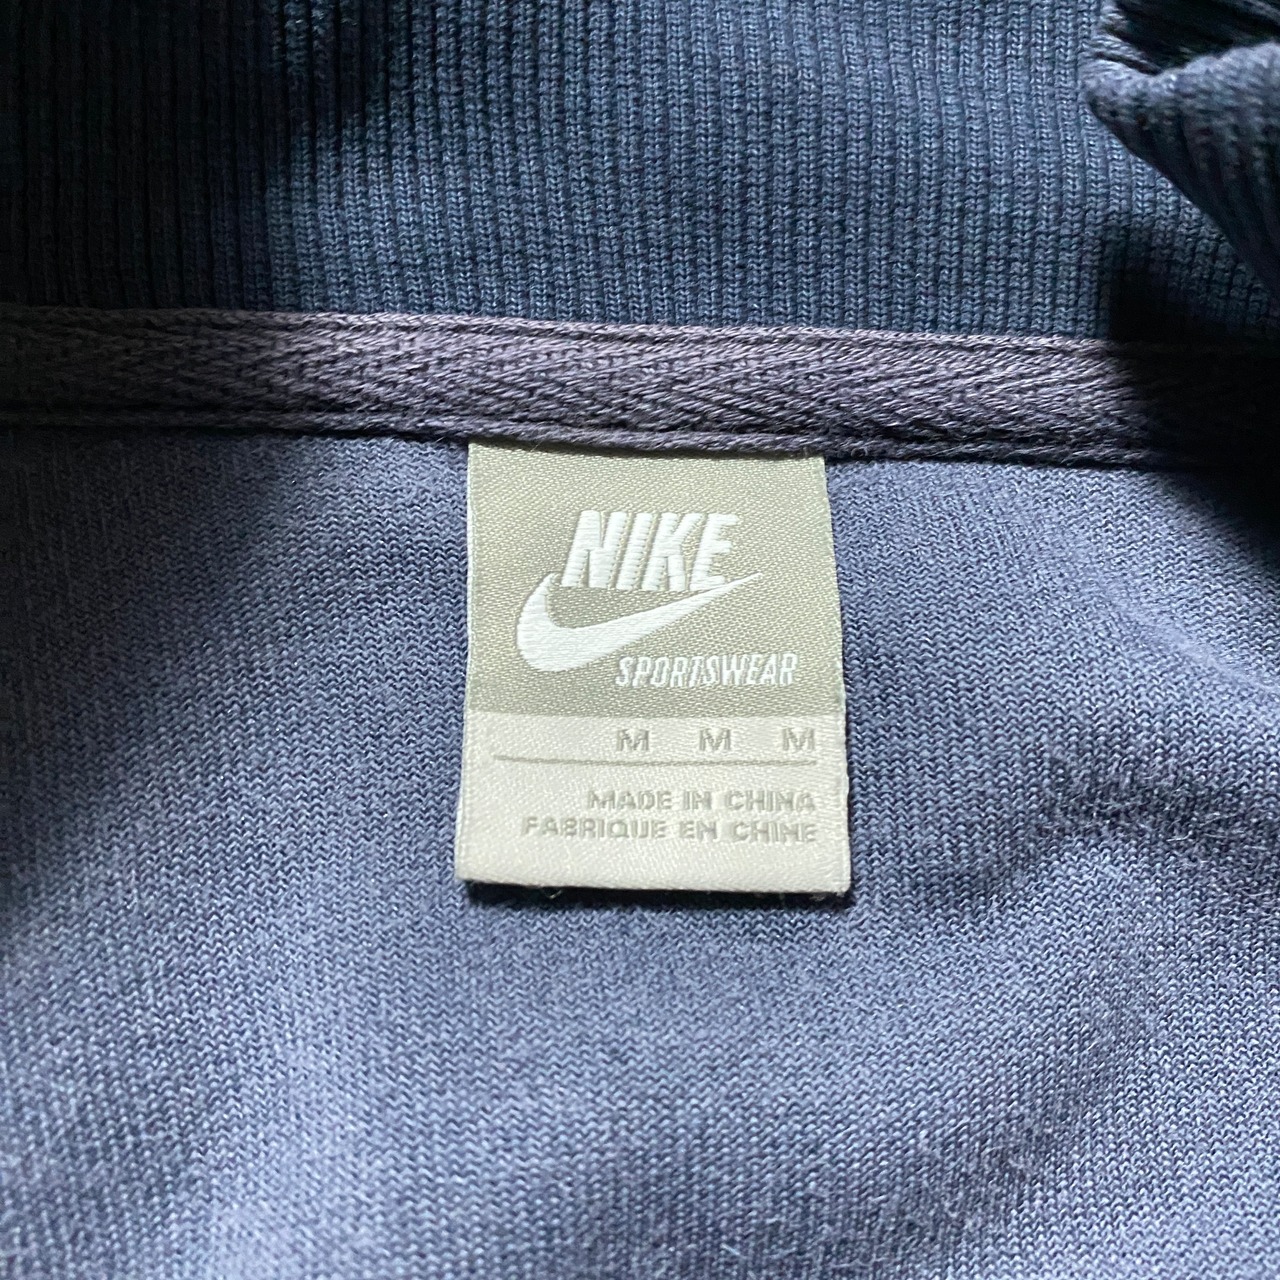 NIKE
SPORTSWEAR
M M M
MADE IN CHINA
FABRIQUE EN CHINE